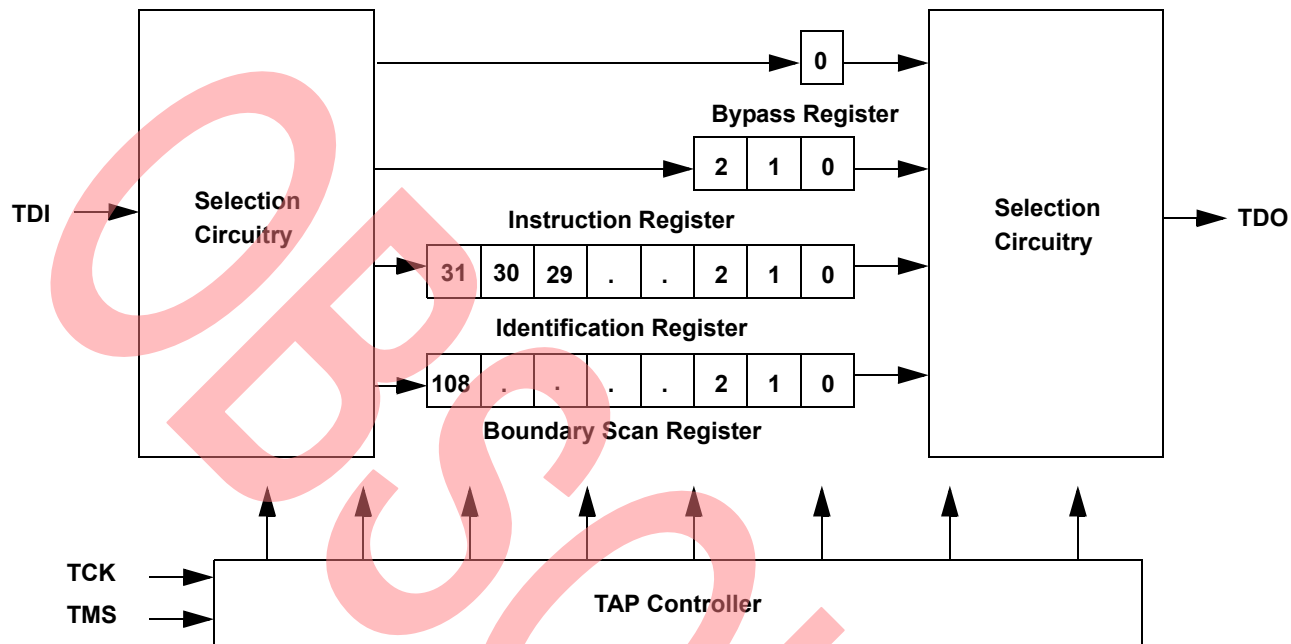 0
Bypass Register
2 1 0
Selection
Circuitry
TDI
Instruction Register
31 30 29 . . 2 1 0
Identification Register
108 . . . . 2 1 0
Boundary Scan Register
Selection
Circuitry
TDO
TCK
TMS
TAP Controller